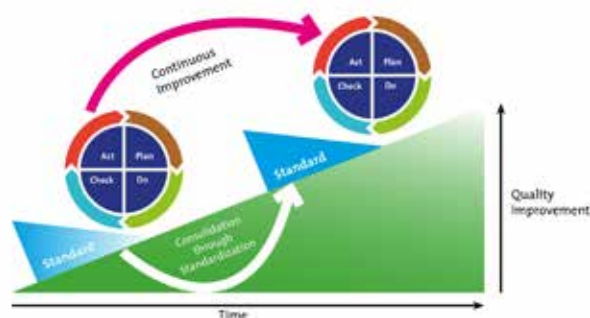 Continuous
Improvement
Act
Plan
Check
Do
Act
Plan
Check
Do
Standard
Standard
Consolidation
through
Standardization
Quality
Improvement
Time